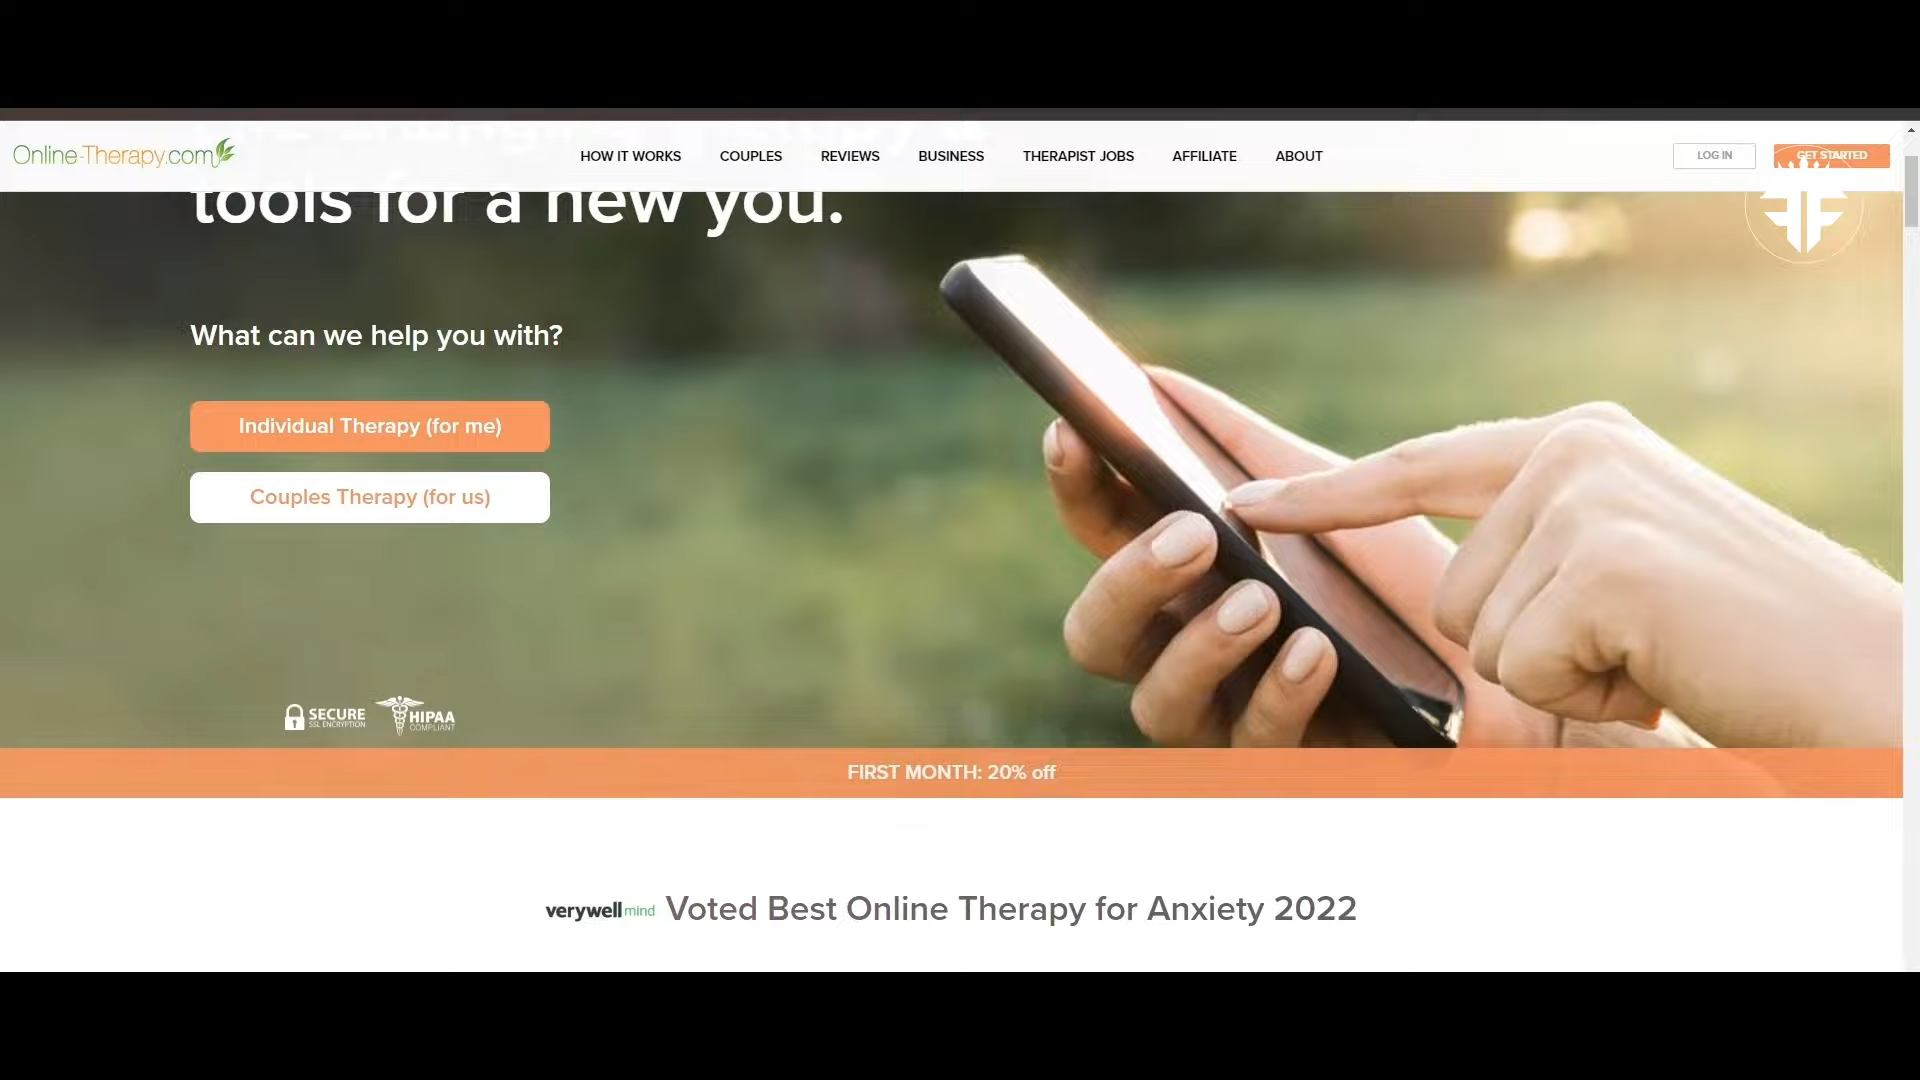 Online-Therapy.com
HOW IT WORKS
COUPLES
REVIEWS
BUSINESS
THERAPIST JOBS
AFFILIATE
ABOUT
LOG IN
GET STARTED
tools for a new you.
What can we help you with?
Individual Therapy (for me)
Couples Therapy (for us)
SECURE
SSL ENCRYPTION
HIPAA
COMPLIANT
FIRST MONTH: 20% off
verywell mind Voted Best Online Therapy for Anxiety 2022